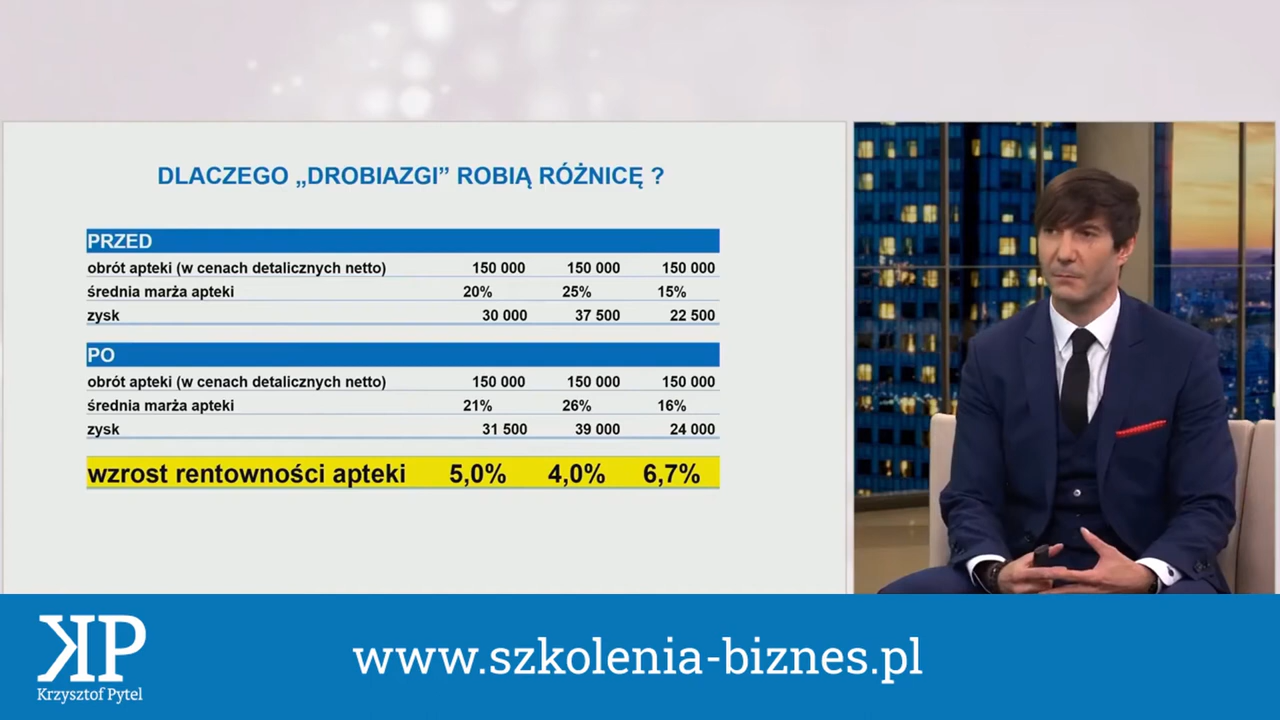 DLACZEGO „DROBIAZGI” ROBIĄ RÓŻNICĘ ?
PRZED
obrót apteki (w cenach detalicznych netto) 150 000 150 000 150 000
średnia marża apteki 20% 25% 15%
zysk 30 000 37 500 22 500
PO
obrót apteki (w cenach detalicznych netto) 150 000 150 000 150 000
średnia marża apteki 21% 26% 16%
zysk 31 500 39 000 24 000
wzrost rentowności apteki 5,0% 4,0% 6,7%
KP
Krzysztof Pytel
www.szkolenia-biznes.pl